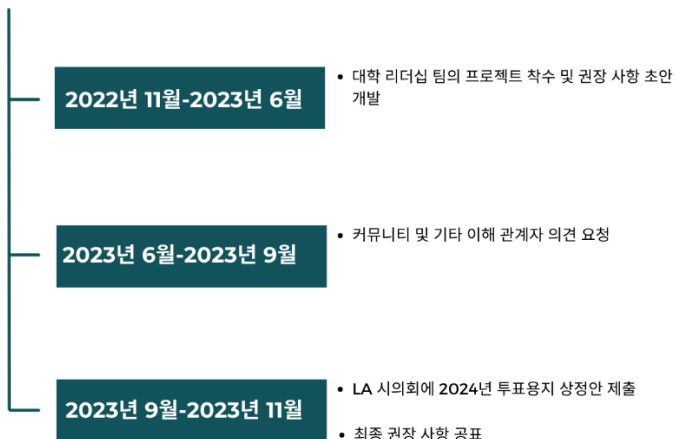 2022년 11월-2023년 6월
• 대학 리더십 팀의 프로젝트 착수 및 권장 사항 초안
개발
2023년 6월-2023년 9월
• 커뮤니티 및 기타 이해 관계자 의견 요청
2023년 9월-2023년 11월
• LA 시의회에 2024년 투표용지 상정안 제출
• 최종 권장 사항 공표